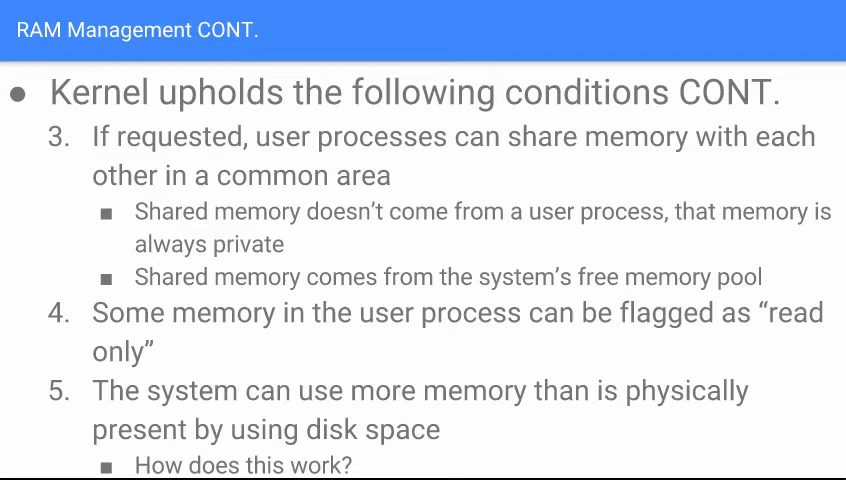 RAM Management CONT.
● Kernel upholds the following conditions CONT.
3. If requested, user processes can share memory with each
other in a common area
■ Shared memory doesn’t come from a user process, that memory is
always private
■ Shared memory comes from the system’s free memory pool
4. Some memory in the user process can be flagged as “read
only”
5. The system can use more memory than is physically
present by using disk space
■ How does this work?